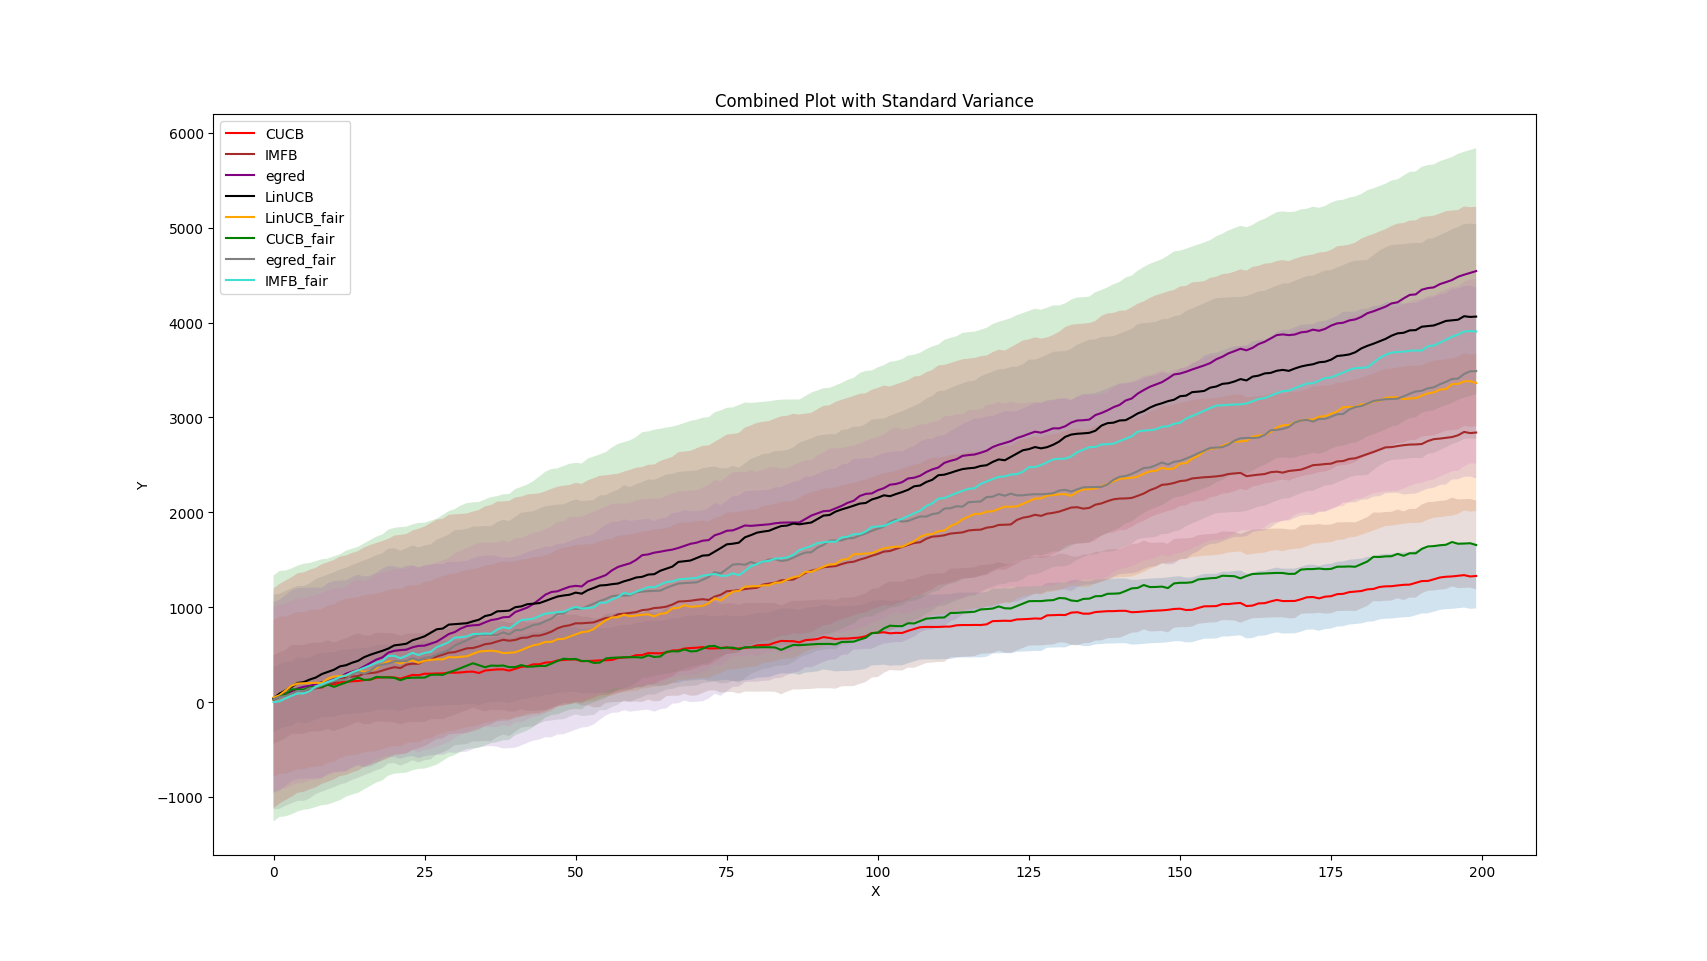 Combined Plot with Standard Variance
CUCB
IMFB
egred
LinUCB
LinUCB_fair
CUCB_fair
egred_fair
IMFB_fair
6000
5000
4000
3000
2000
1000
0
−1000
Y
0 25 50 75 100 125 150 175 200
X